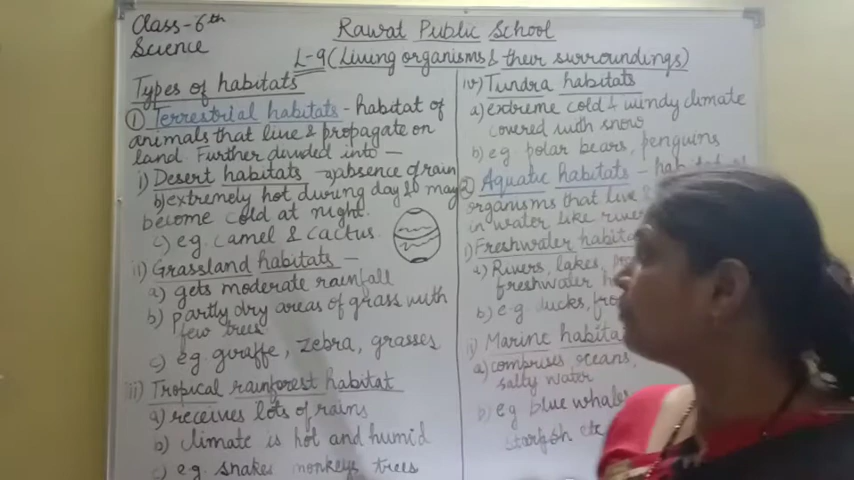 Class-6th
Science
Rawat Public School
L-9(Living organisms & their surroundings)
Types of habitats
① Terrestrial habitats - habitat of
animals that live & propagate on
land. Further divided into —
i) Desert habitats - a) absence of rain
b) extremely hot during day & may
become cold at night.
c) eg. camel & cactus.
ii) Grassland habitats -
a) gets moderate rainfall
b) partly dry areas of grass with
few trees
c) eg giraffe, zebra, grasses
iii) Tropical rainforest habitat
a) receives lots of rains
b) climate is hot and humid
c) eg. snakes monkeys trees
iv) Tundra habitats
a) extreme cold & windy climate
covered with snow
b) eg polar bears, penguins
② Aquatic habitats -
organisms that live &
in water like
i) Freshwater
a) Rivers, lakes,
freshwater
b) e.g ducks,
ii) Marine
a) comprises oceans,
salty water
b) eg blue whales
etc